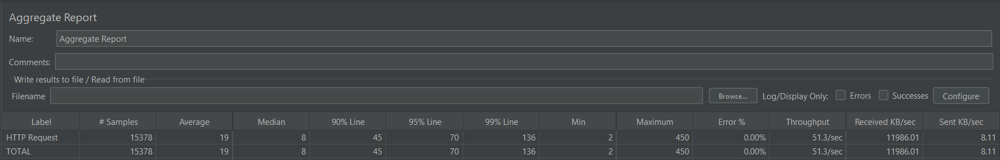 Aggregate Report
Name: Aggregate Report
Comments:
Write results to file / Read from file
Filename Browse... Log/Display Only: Errors Successes Configure
Label # Samples Average Median 90% Line 95% Line 99% Line Min Maximum Error % Throughput Received KB/sec Sent KB/sec
HTTP Request 15378 19 8 45 70 136 2 450 0.00% 51.3/sec 11986.01 8.11
TOTAL 15378 19 8 45 70 136 2 450 0.00% 51.3/sec 11986.01 8.11